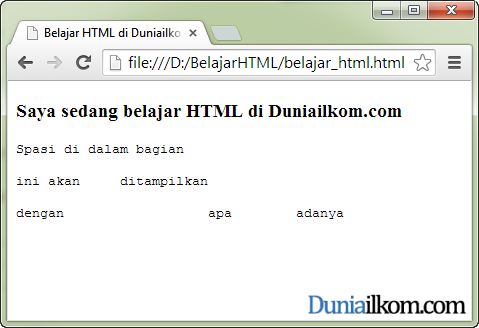 Belajar HTML di Duniailko
file:///D:/BelajarHTML/belajar_html.html
Saya sedang belajar HTML di Duniailkom.com
Spasi di dalam bagian
ini akan     ditampilkan
dengan                  apa        adanya
Duniailkom.com